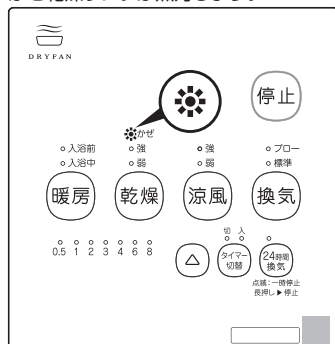 DRYFAN
停止
かぜ
入浴前 強 強 ブロー
入浴中 弱 弱 標準
暖房 乾燥 涼風 換気
切 入
0.5 1 2 3 4 6 8
タイマー切替
24時間換気
点滅:一時停止
長押し▶停止